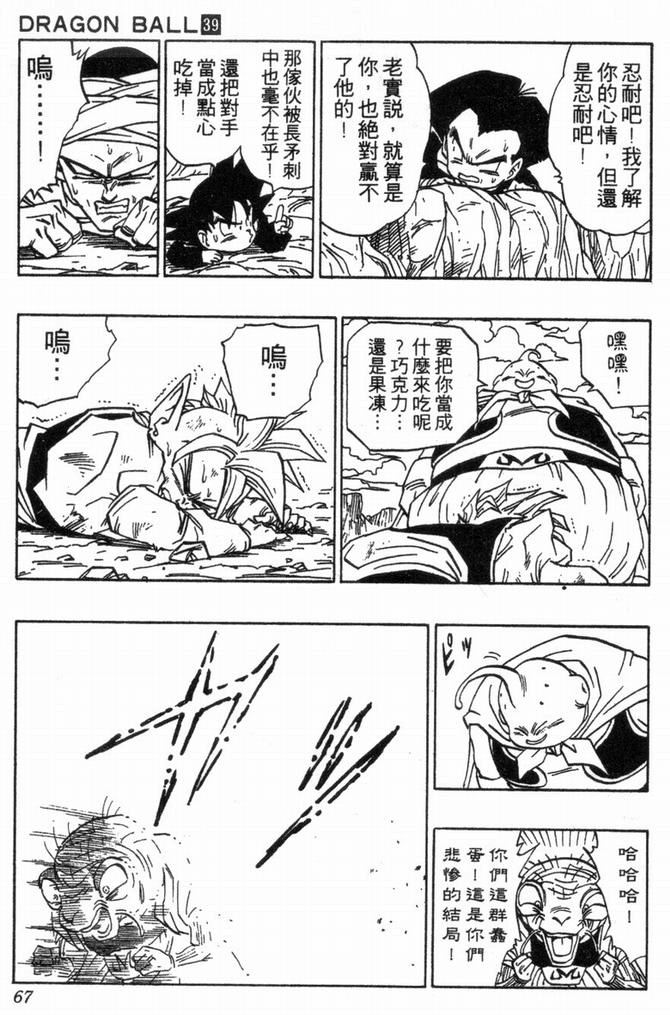 DRAGON BALL 39
忍耐吧！我了解
你的心情，但還
是忍耐吧！
老實說，就算是
你，也絕對贏不
了他的！
那傢伙被長矛刺
中也毫不在乎！
還把對手
當成點心
吃掉！
嗚……！
嘿嘿！
要把你當成
什麼來吃呢
？巧克力…
還是果凍…
嗚…
嗚…
ピッ
哈哈哈！
你們這群蠢
蛋！這是你們
悲慘的結局！
ガッ
67